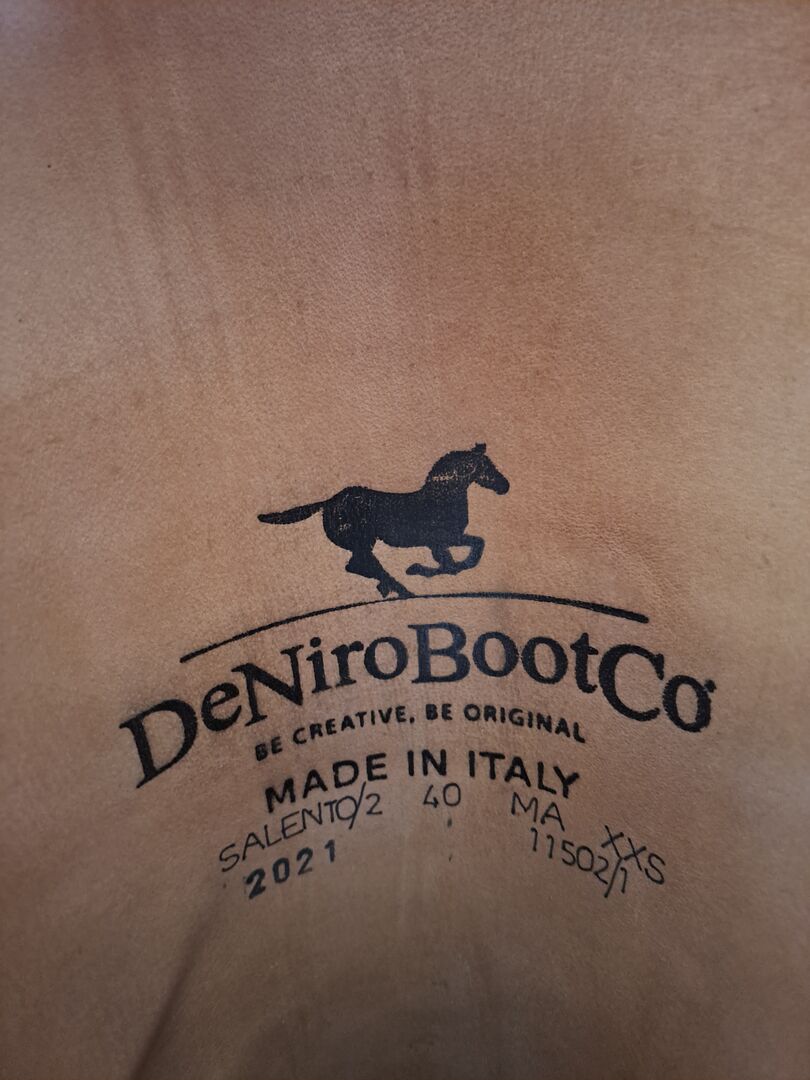 DeNiroBootCo
BE CREATIVE, BE ORIGINAL
MADE IN ITALY
SALENTO/2 40 MA XXS
2021 11502/1